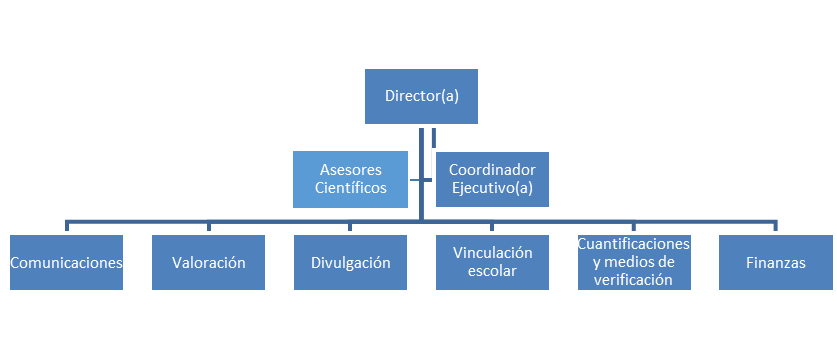 Director(a)
Asesores
Científicos
Coordinador
Ejecutivo(a)
Comunicaciones
Valoración
Divulgación
Vinculación
escolar
Cuantificaciones
y medios de
verificación
Finanzas